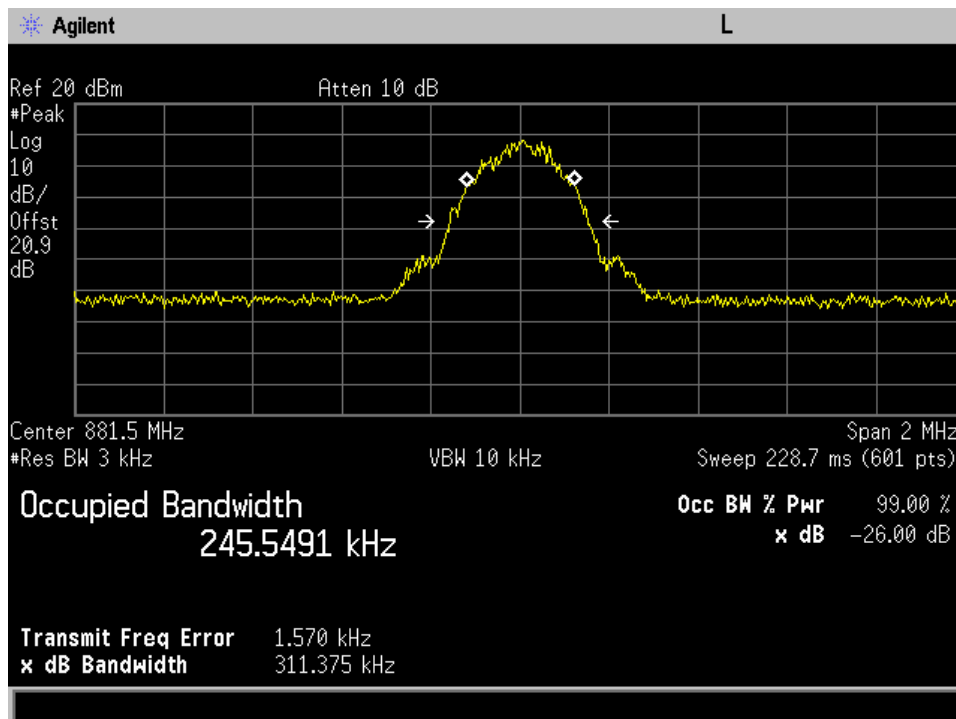 Agilent L
Ref 20 dBm Atten 10 dB
#Peak
Log
10
dB/
Offst
20.9
dB
Center 881.5 MHz Span 2 MHz
#Res BW 3 kHz VBW 10 kHz Sweep 228.7 ms (601 pts)
Occupied Bandwidth Occ BW % Pwr 99.00 %
245.5491 kHz x dB -26.00 dB
Transmit Freq Error 1.570 kHz
x dB Bandwidth 311.375 kHz